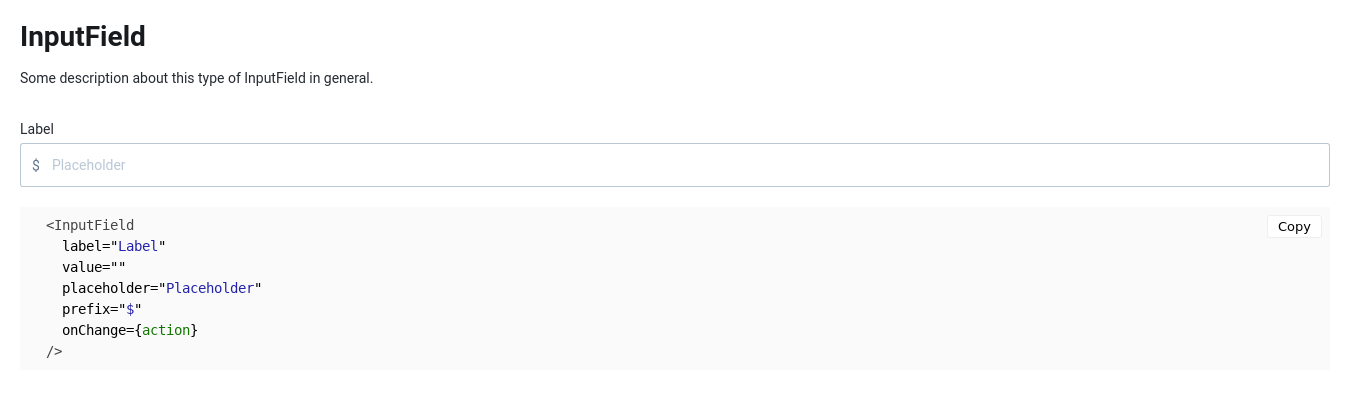 InputField
Some description about this type of InputField in general.
Label
$ Placeholder
<InputField
Copy
label="Label"
value=""
placeholder="Placeholder"
prefix="$"
onChange={action}
/>